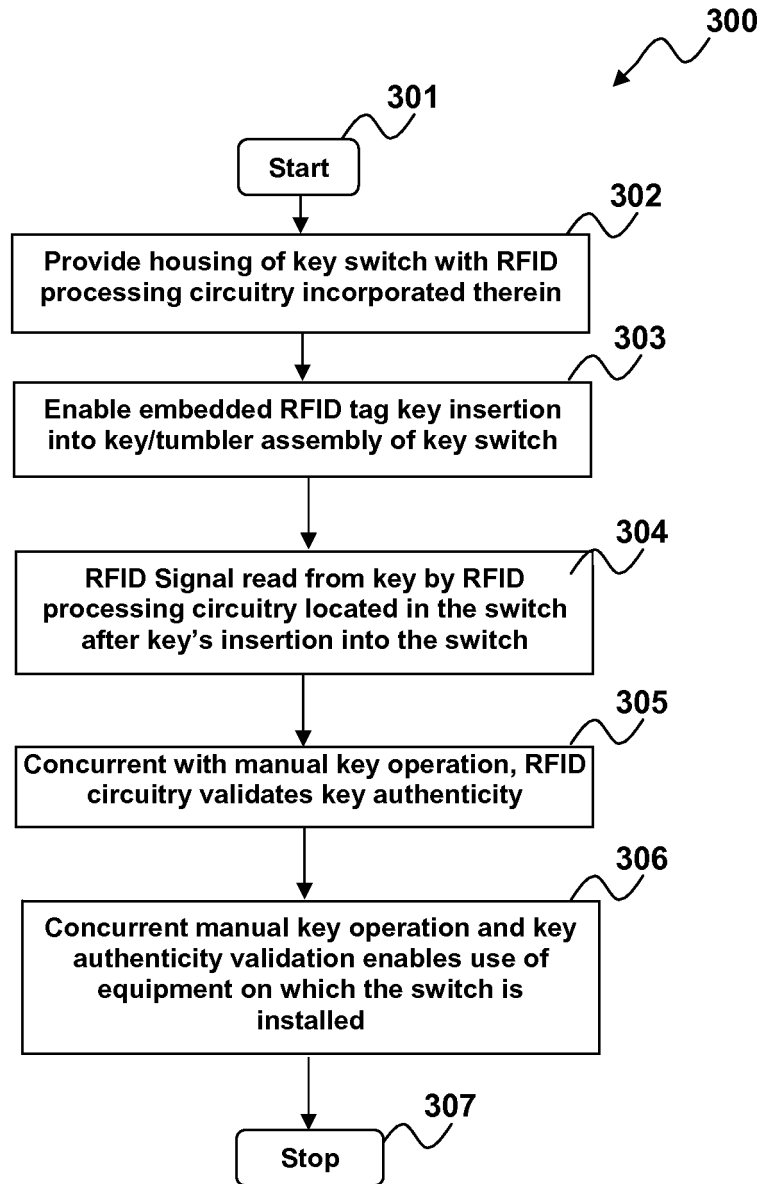 300
301
Start
302
Provide housing of key switch with RFID
processing circuitry incorporated therein
303
Enable embedded RFID tag key insertion
into key/tumbler assembly of key switch
304
RFID Signal read from key by RFID
processing circuitry located in the switch
after key's insertion into the switch
305
Concurrent with manual key operation, RFID
circuitry validates key authenticity
306
Concurrent manual key operation and key
authenticity validation enables use of
equipment on which the switch is
installed
307
Stop